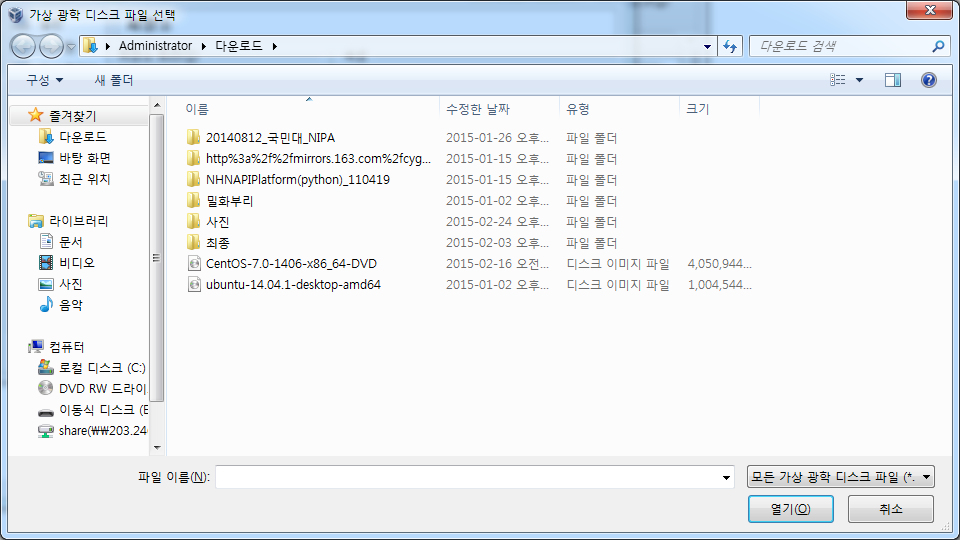 가상 광학 디스크 파일 선택
Administrator 다운로드 다운로드 검색
구성 새 폴더
이름 수정한 날짜 유형 크기
즐겨찾기
다운로드
바탕 화면
최근 위치
라이브러리
문서
비디오
사진
음악
컴퓨터
로컬 디스크 (C:)
DVD RW 드라이
이동식 디스크 (E
share(₩₩203.24
20140812_국민대_NIPA 2015-01-26 오후... 파일 폴더
http%3a%2f%2fmirrors.163.com%2fcyg... 2015-01-15 오후... 파일 폴더
NHNAPIPlatform(python)_110419 2015-01-15 오후... 파일 폴더
밀화부리 2015-01-02 오후... 파일 폴더
사진 2015-02-24 오후... 파일 폴더
최종 2015-02-03 오후... 파일 폴더
CentOS-7.0-1406-x86_64-DVD 2015-02-16 오전... 디스크 이미지 파일 4,050,944...
ubuntu-14.04.1-desktop-amd64 2015-01-02 오후... 디스크 이미지 파일 1,004,544...
파일 이름(N): 모든 가상 광학 디스크 파일 (*.
열기(O) 취소